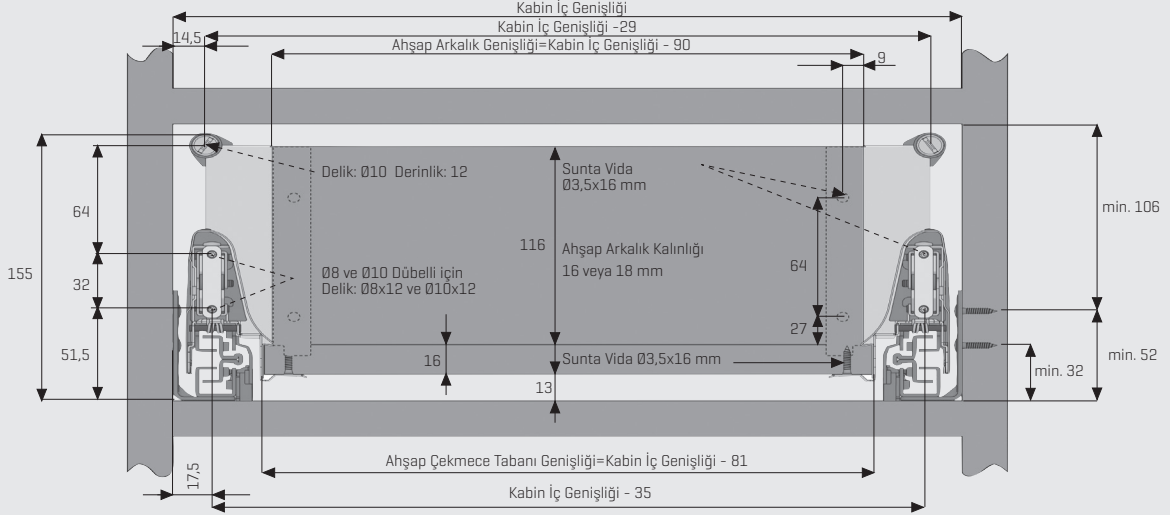 Kabin İç Genişliği
Kabin İç Genişliği -29
14,5
Ahşap Arkalık Genişliği=Kabin İç Genişliği - 90
9
Delik: Ø10 Derinlik: 12
Sunta Vida
Ø3,5x16 mm
64
min. 106
116
Ahşap Arkalık Kalınlığı
16 veya 18 mm
64
155
32
Ø8 ve Ø10 Dübelli için
Delik: Ø8x12 ve Ø10x12
27
51,5
16
Sunta Vida Ø3,5x16 mm
min. 52
min. 32
13
Ahşap Çekmece Tabanı Genişliği=Kabin İç Genişliği - 81
17,5
Kabin İç Genişliği - 35